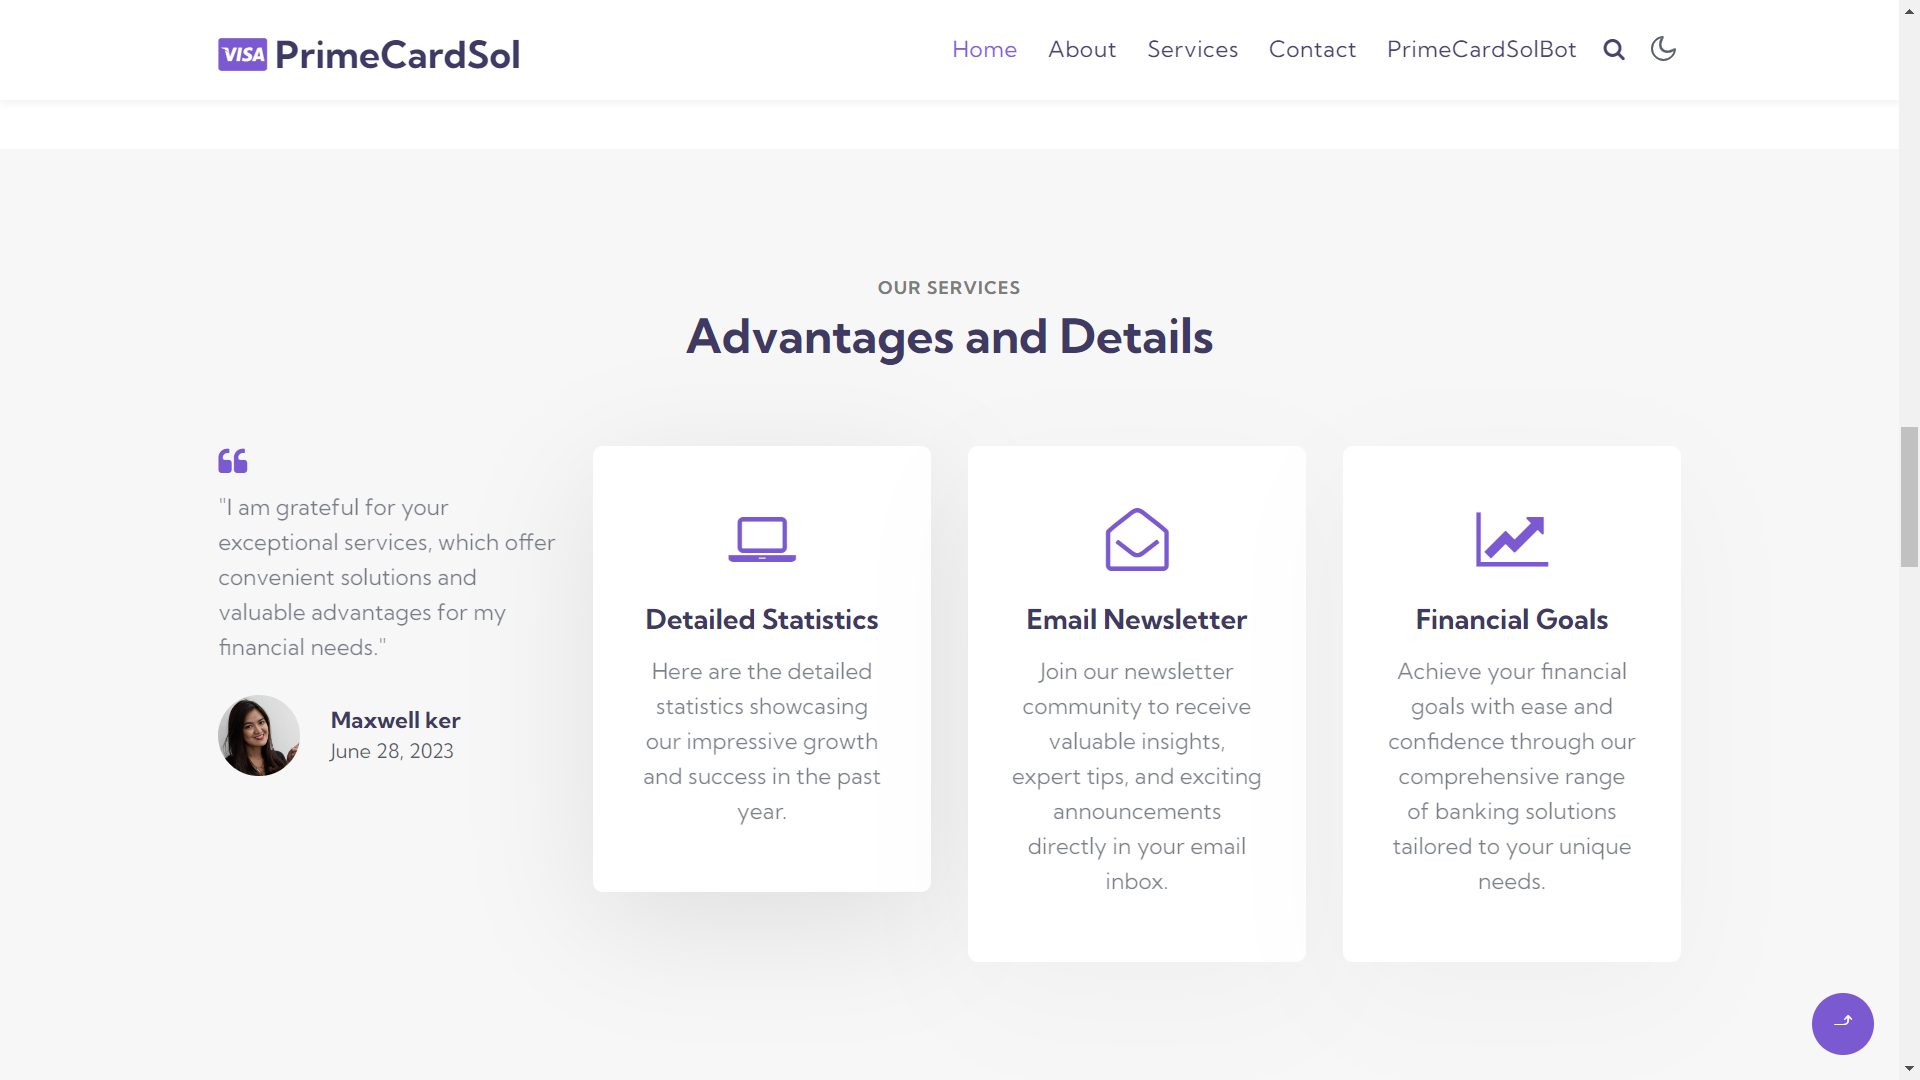 VISA PrimeCardSol
Home About Services Contact PrimeCardSolBot
OUR SERVICES
Advantages and Details
"I am grateful for your
exceptional services, which offer
convenient solutions and
valuable advantages for my
financial needs."
Maxwell ker
June 28, 2023
Detailed Statistics
Here are the detailed
statistics showcasing
our impressive growth
and success in the past
year.
Email Newsletter
Join our newsletter
community to receive
valuable insights,
expert tips, and exciting
announcements
directly in your email
inbox.
Financial Goals
Achieve your financial
goals with ease and
confidence through our
comprehensive range
of banking solutions
tailored to your unique
needs.